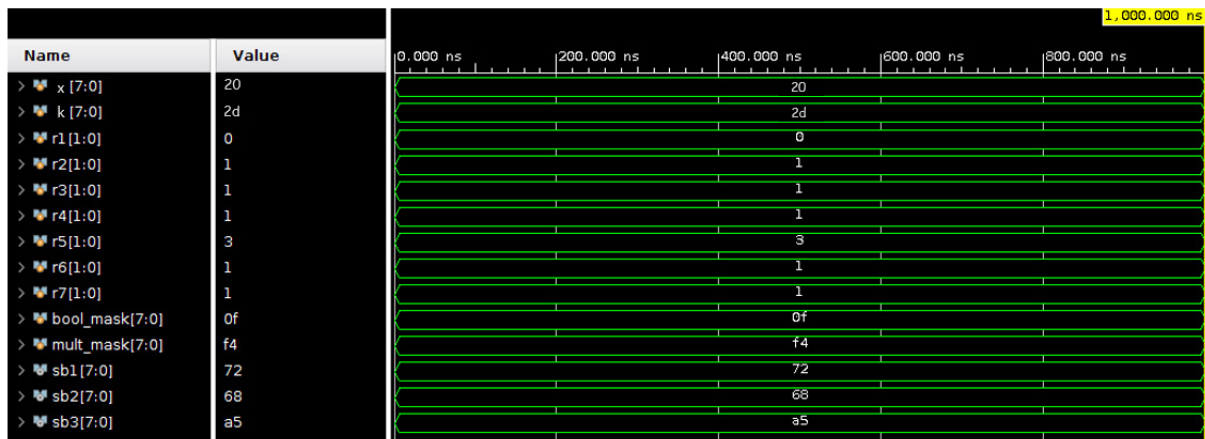 1,000.000 ns
Name Value 0.000 ns 200.000 ns 400.000 ns 600.000 ns 800.000 ns
> x [7:0] 20 20
> k [7:0] 2d 2d
> r1[1:0] 0 0
> r2[1:0] 1 1
> r3[1:0] 1 1
> r4[1:0] 1 1
> r5[1:0] 3 3
> r6[1:0] 1 1
> r7[1:0] 1 1
> bool_mask[7:0] 0f 0f
> mult_mask[7:0] f4 f4
> sb1[7:0] 72 72
> sb2[7:0] 68 68
> sb3[7:0] a5 a5